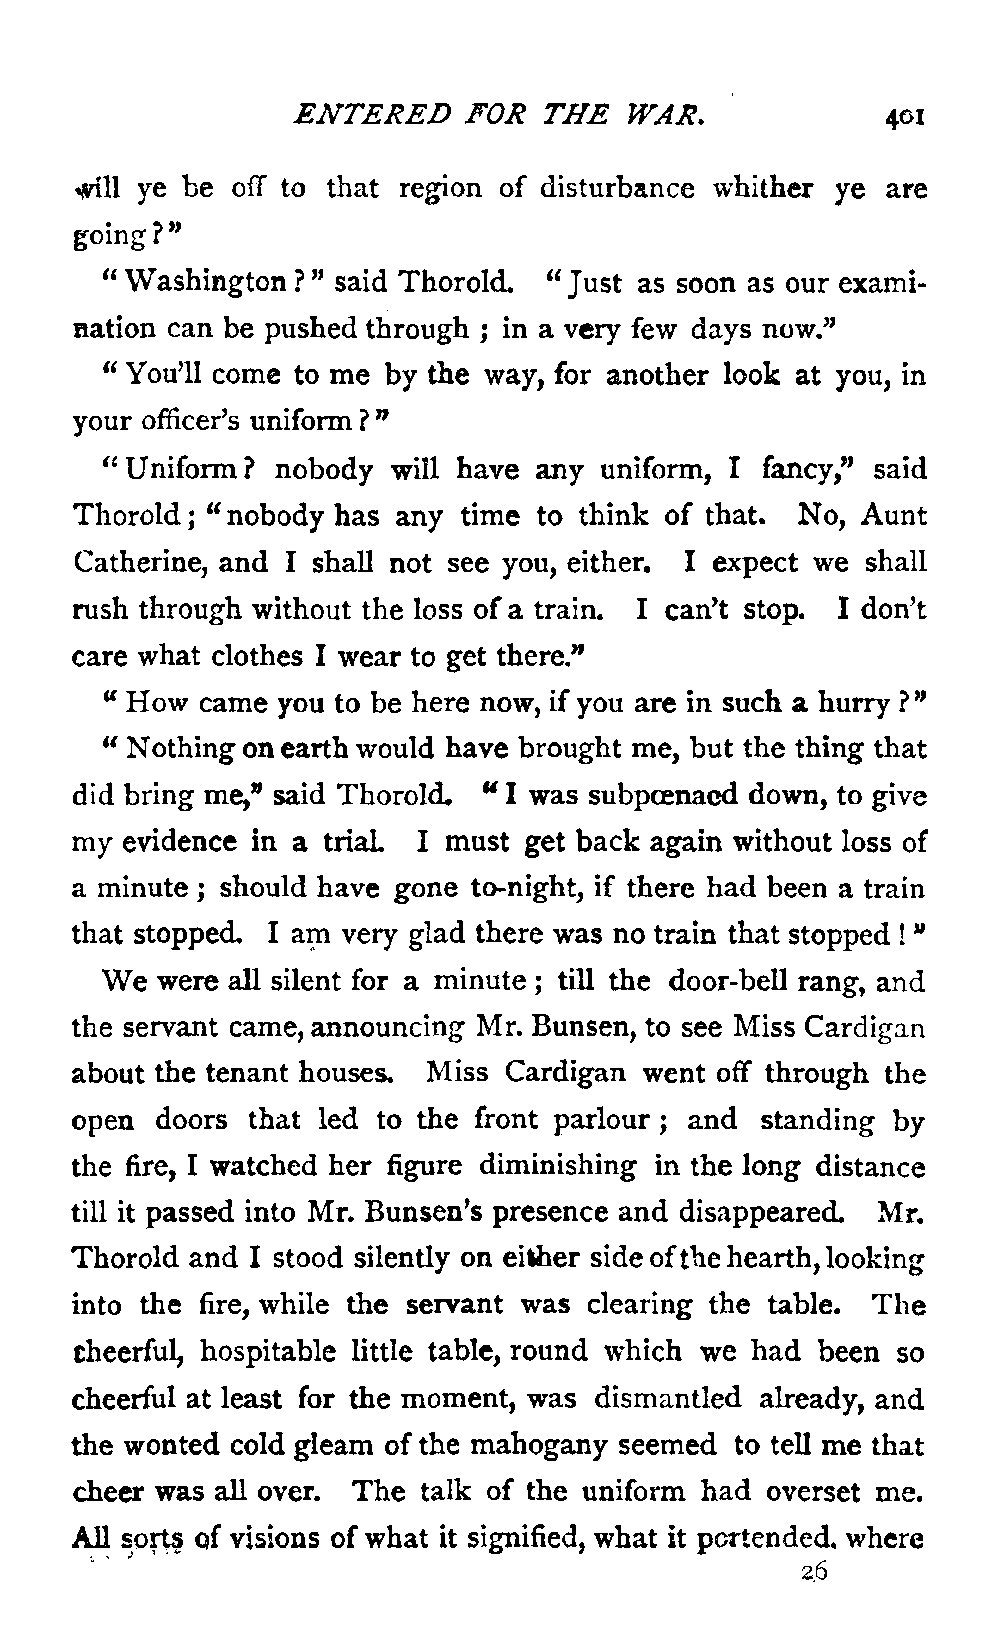 ENTERED FOR THE WAR. 401
will ye be off to that region of disturbance whither ye are
going?"
"Washington?" said Thorold. "Just as soon as our exami-
nation can be pushed through; in a very few days now."
"You'll come to me by the way, for another look at you, in
your officer's uniform?"
"Uniform? nobody will have any uniform, I fancy," said
Thorold; "nobody has any time to think of that. No, Aunt
Catherine, and I shall not see you, either. I expect we shall
rush through without the loss of a train. I can't stop. I don't
care what clothes I wear to get there."
"How came you to be here now, if you are in such a hurry?"
"Nothing on earth would have brought me, but the thing that
did bring me," said Thorold. "I was subpœnaed down, to give
my evidence in a trial. I must get back again without loss of
a minute; should have gone to-night, if there had been a train
that stopped. I am very glad there was no train that stopped!"
We were all silent for a minute; till the door-bell rang, and
the servant came, announcing Mr. Bunsen, to see Miss Cardigan
about the tenant houses. Miss Cardigan went off through the
open doors that led to the front parlour; and standing by
the fire, I watched her figure diminishing in the long distance
till it passed into Mr. Bunsen's presence and disappeared. Mr.
Thorold and I stood silently on either side of the hearth, looking
into the fire, while the servant was clearing the table. The
cheerful, hospitable little table, round which we had been so
cheerful at least for the moment, was dismantled already, and
the wonted cold gleam of the mahogany seemed to tell me that
cheer was all over. The talk of the uniform had overset me.
All sorts of visions of what it signified, what it portended, where
26